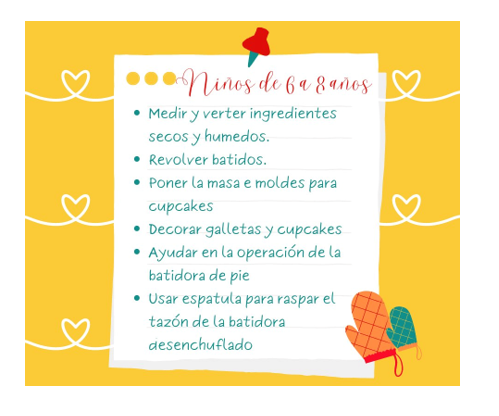 Niños de 6 a 8 años
Medir y verter ingredientes
secos y humedos.
Revolver batidos.
Poner la masa e moldes para
cupcakes
Decorar galletas y cupcakes
Ayudar en la operación de la
batidora de pie
Usar espatula para raspar el
tazón de la batidora
desenchuflado